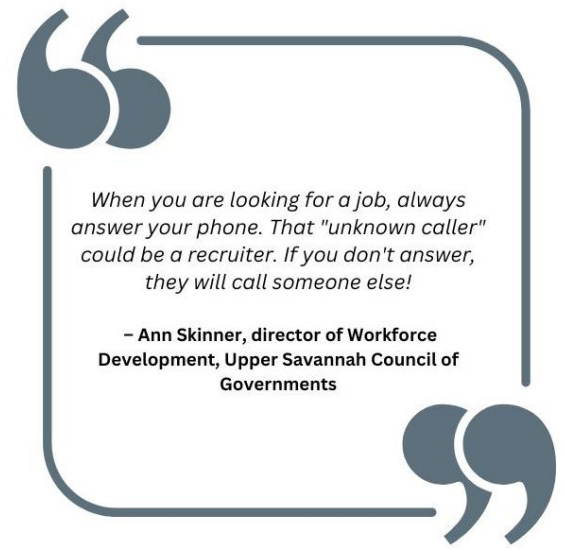 When you are looking for a job, always
answer your phone. That "unknown caller"
could be a recruiter. If you don't answer,
they will call someone else!
– Ann Skinner, director of Workforce
Development, Upper Savannah Council of
Governments